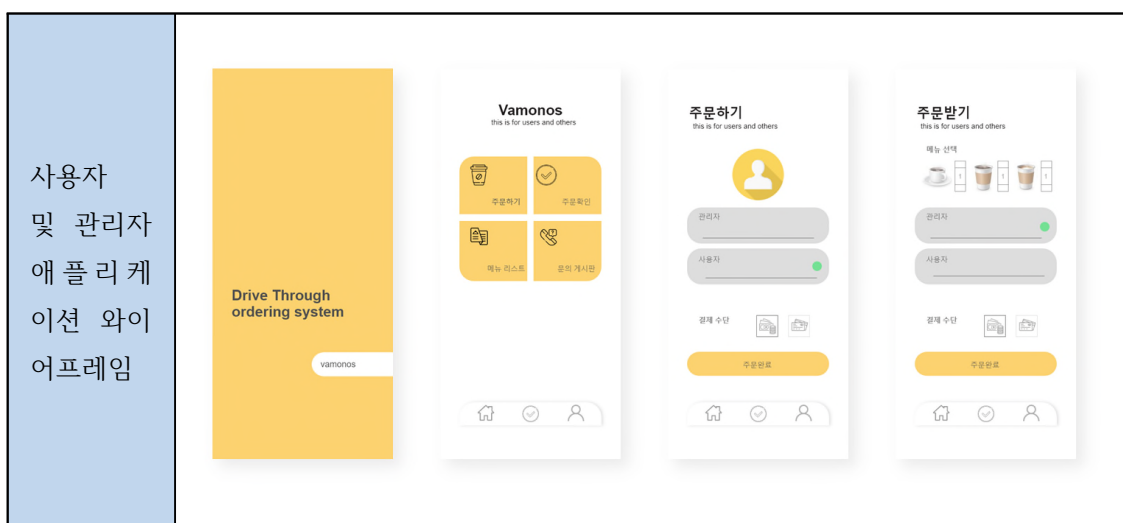 사용자
및 관리자
애플리케
이션 와이
어프레임
Drive Through
ordering system
vamonos
Vamonos
this is for users and others
주문하기
주문확인
메뉴 리스트
문의 게시판
주문하기
this is for users and others
관리자
사용자
결제 수단
주문완료
주문받기
this is for users and others
메뉴 선택
1
1
1
관리자
사용자
결제 수단
주문완료